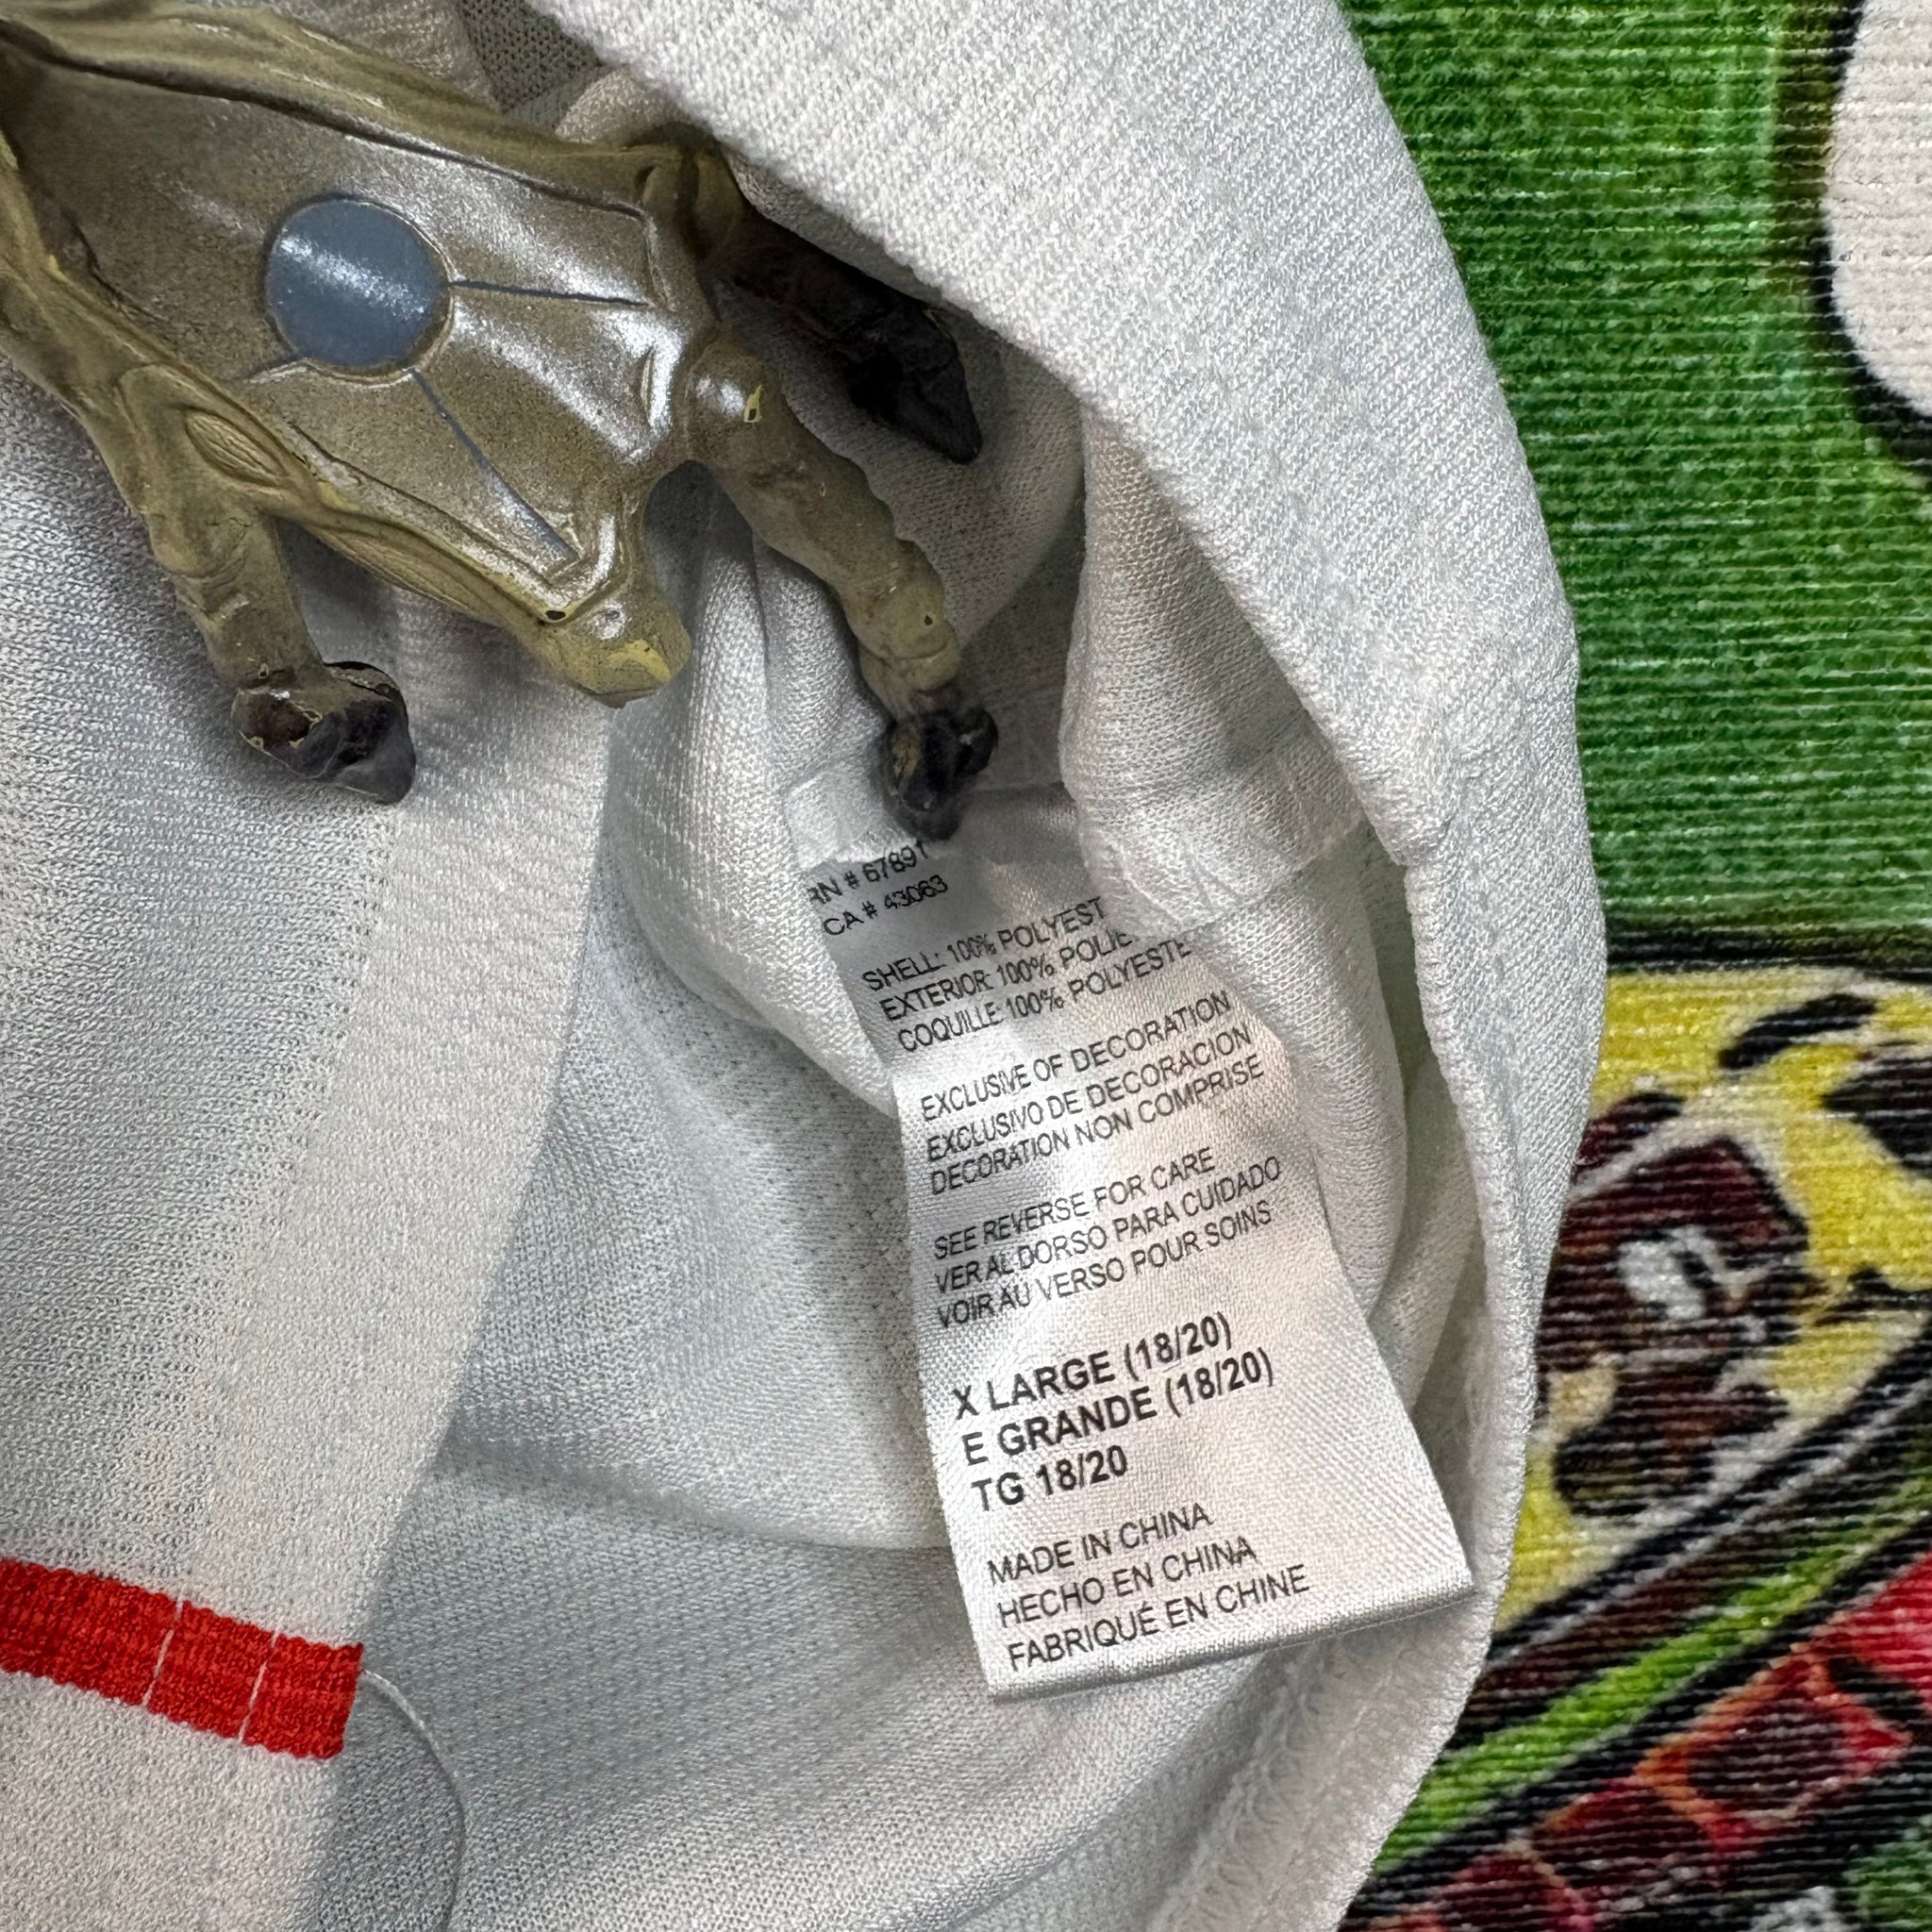 RN # 67891
CA # 43063
SHELL: 100% POLYEST
EXTERIOR: 100% POLIE
COQUILLE: 100% POLYESTE
EXCLUSIVE OF DECORATION
EXCLUSIVO DE DECORACION
DECORATION NON COMPRISE
SEE REVERSE FOR CARE
VER AL DORSO PARA CUIDADO
VOIR AU VERSO POUR SOINS
X LARGE (18/20)
E GRANDE (18/20)
TG 18/20
MADE IN CHINA
HECHO EN CHINA
FABRIQUÉ EN CHINE